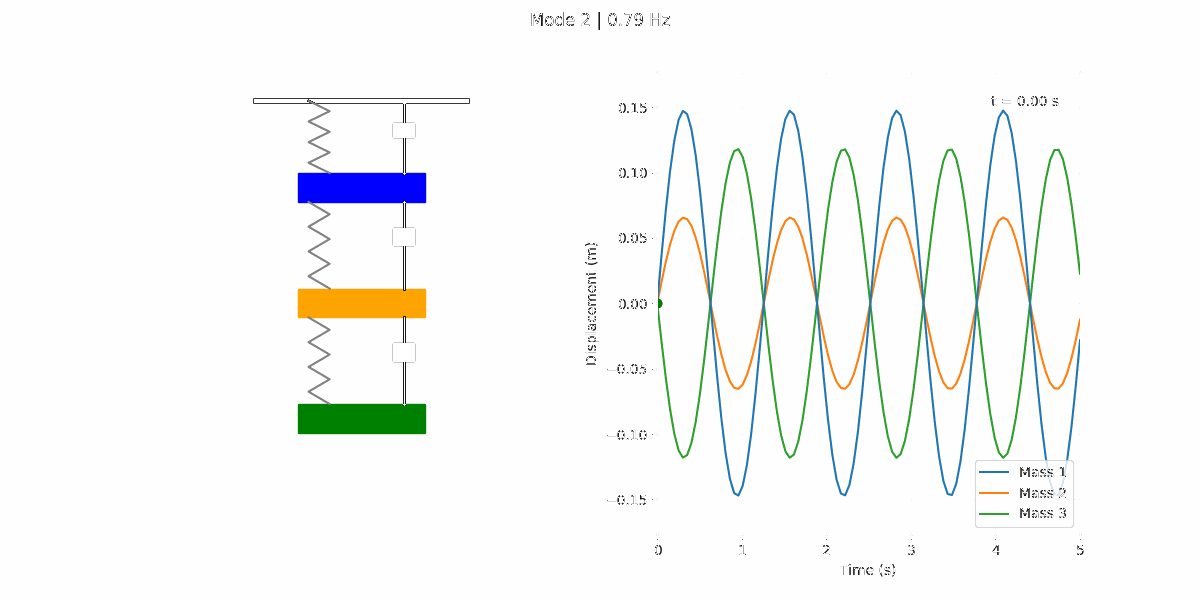 Mode 2 | 0.79 Hz
t = 0.00 s
0.15
0.10
0.05
0.00
−0.05
−0.10
−0.15
Displacement (m)
Mass 1
Mass 2
Mass 3
0 1 2 3 4 5
Time (s)